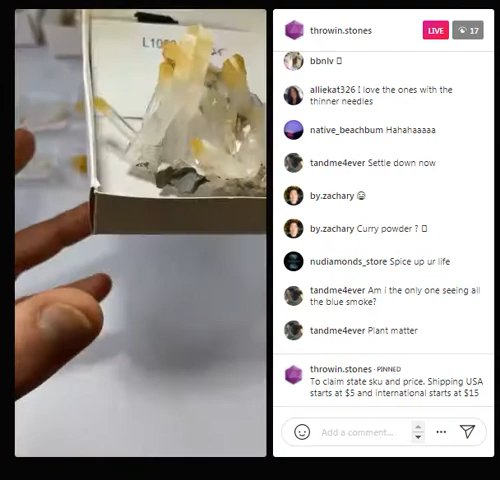 throwin.stones
LIVE
17
bbnlv
alliekat326 I love the ones with the
thinner needles
native_beachbum Hahahaaaaa
tandme4ever Settle down now
by.zachary 😂
by.zachary Curry powder ?
nudiamonds_store Spice up ur life
tandme4ever Am i the only one seeing all
the blue smoke?
tandme4ever Plant matter
throwin.stones · PINNED
To claim state sku and price. Shipping USA
starts at $5 and international starts at $15
Add a comment...